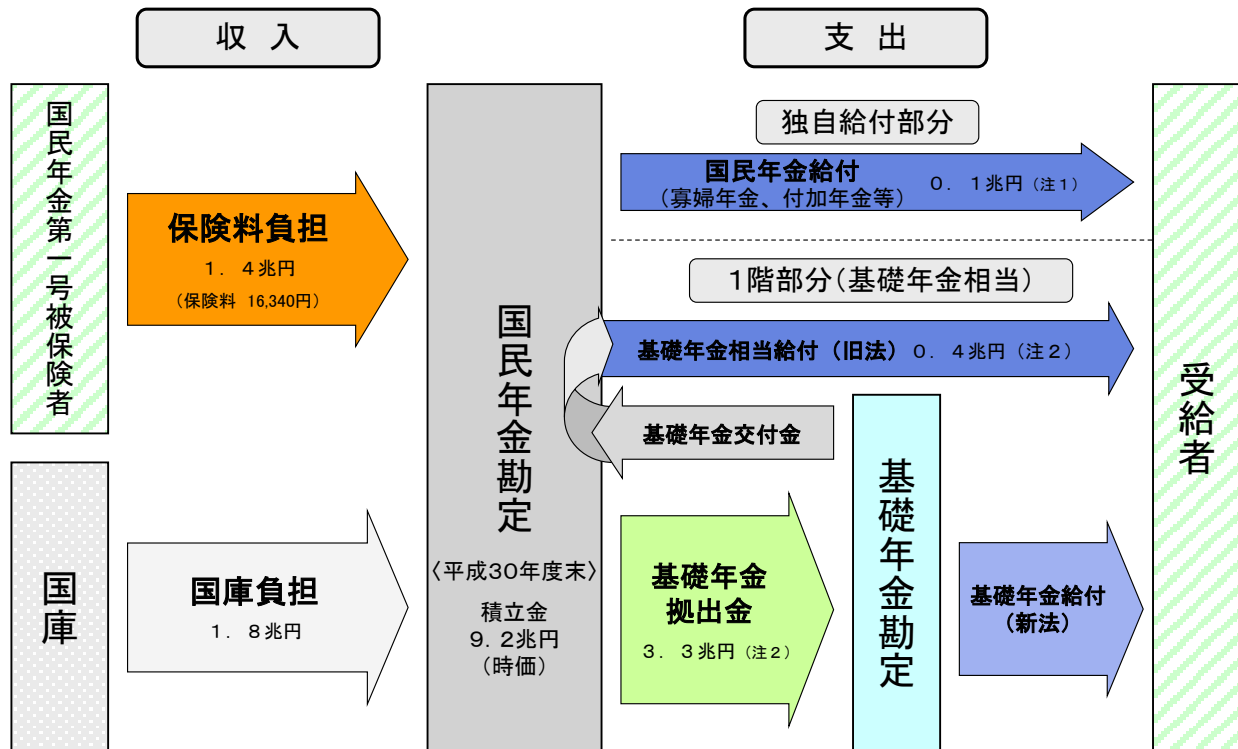 収 入
支 出
国民年金第一号被保険者
保険料負担
１．４兆円
（保険料 16,340円）
国庫
国庫負担
１．８兆円
国民年金勘定
〈平成30年度末〉
積立金
９．２兆円
（時価）
独自給付部分
国民年金給付
（寡婦年金、付加年金等）
０．１兆円（注１）
１階部分（基礎年金相当）
基礎年金相当給付（旧法）０．４兆円（注２）
基礎年金交付金
基礎年金
拠出金
３．３兆円（注２）
基礎年金勘定
基礎年金給付
（新法）
受給者